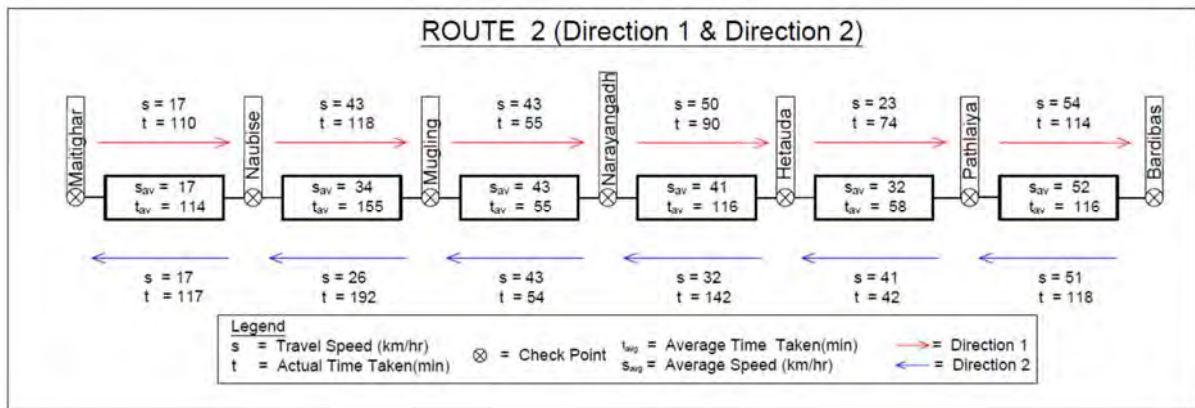 ROUTE 2 (Direction 1 & Direction 2)
Maitighar
s = 17
t = 110
Naubise
s = 43
t = 118
Mugling
s = 43
t = 55
Narayangadh
s = 50
t = 90
Hetauda
s = 23
t = 74
Pathlaiya
s = 54
t = 114
Bardibas
sav = 17
tav = 114
sav = 34
tav = 155
sav = 43
tav = 55
sav = 41
tav = 116
sav = 32
tav = 58
sav = 52
tav = 116
s = 17
t = 117
s = 26
t = 192
s = 43
t = 54
s = 32
t = 142
s = 41
t = 42
s = 51
t = 118
Legend
s = Travel Speed (km/hr)
t = Actual Time Taken(min)
= Check Point
tavg = Average Time Taken(min)
savg = Average Speed (km/hr)
= Direction 1
= Direction 2